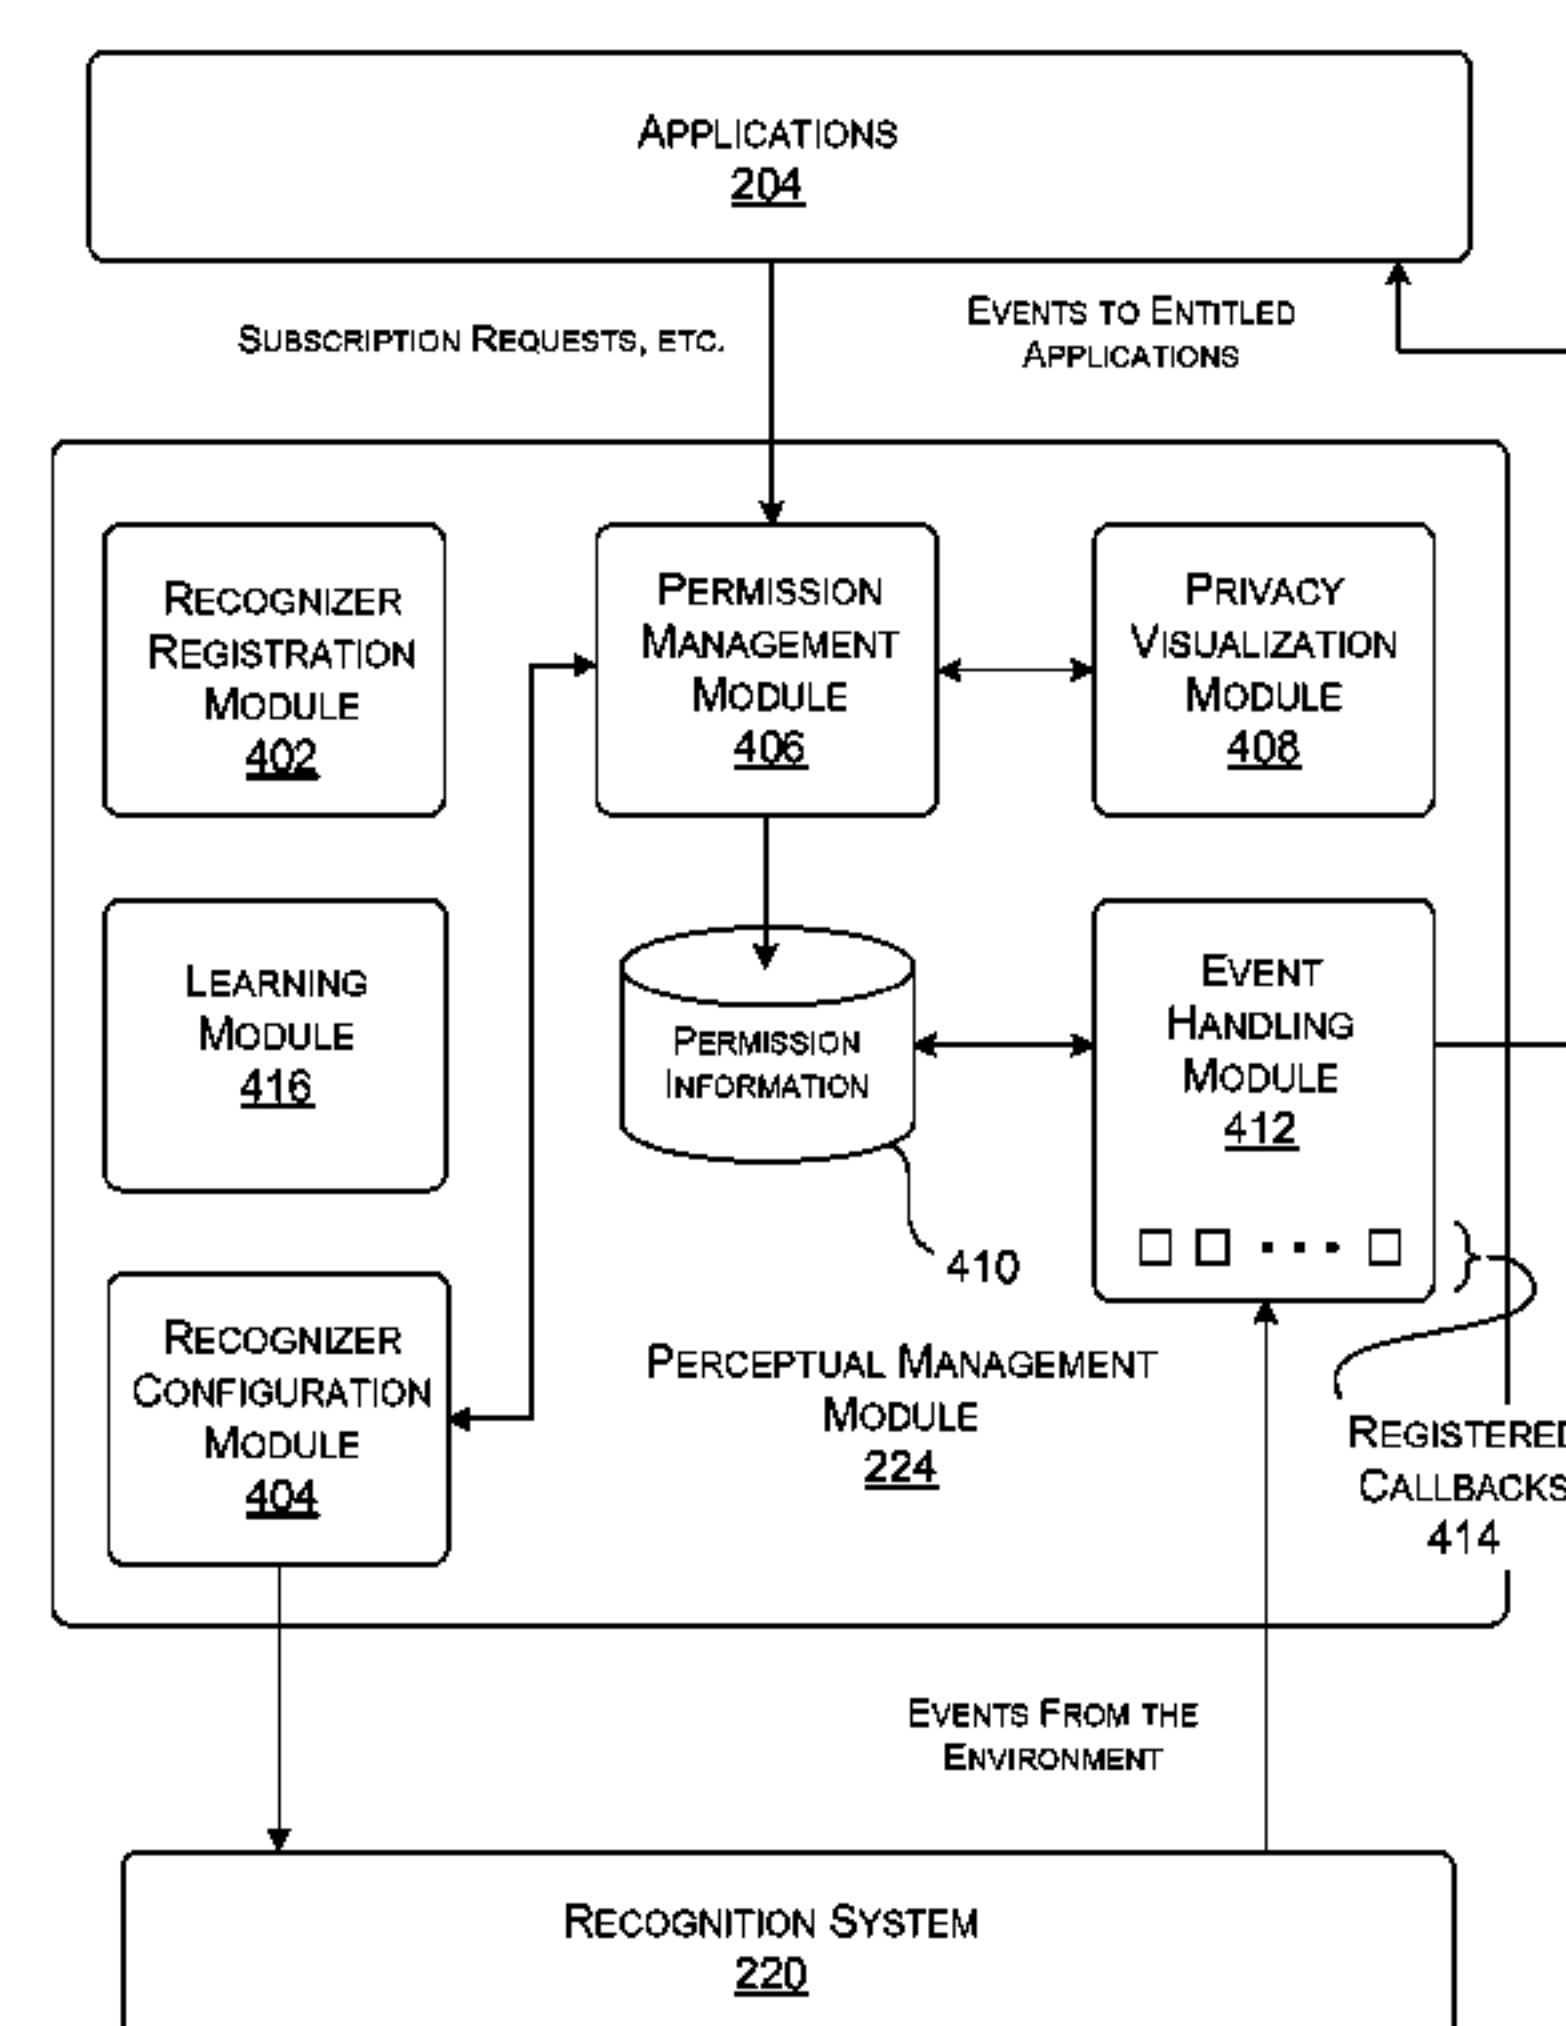 APPLICATIONS
204
SUBSCRIPTION REQUESTS, ETC.
EVENTS TO ENTITLED
APPLICATIONS
RECOGNIZER
REGISTRATION
MODULE
402
PERMISSION
MANAGEMENT
MODULE
406
PRIVACY
VISUALIZATION
MODULE
408
LEARNING
MODULE
416
PERMISSION
INFORMATION
410
EVENT
HANDLING
MODULE
412
RECOGNIZER
CONFIGURATION
MODULE
404
PERCEPTUAL MANAGEMENT
MODULE
224
REGISTERED
CALLBACKS
414
EVENTS FROM THE
ENVIRONMENT
RECOGNITION SYSTEM
220